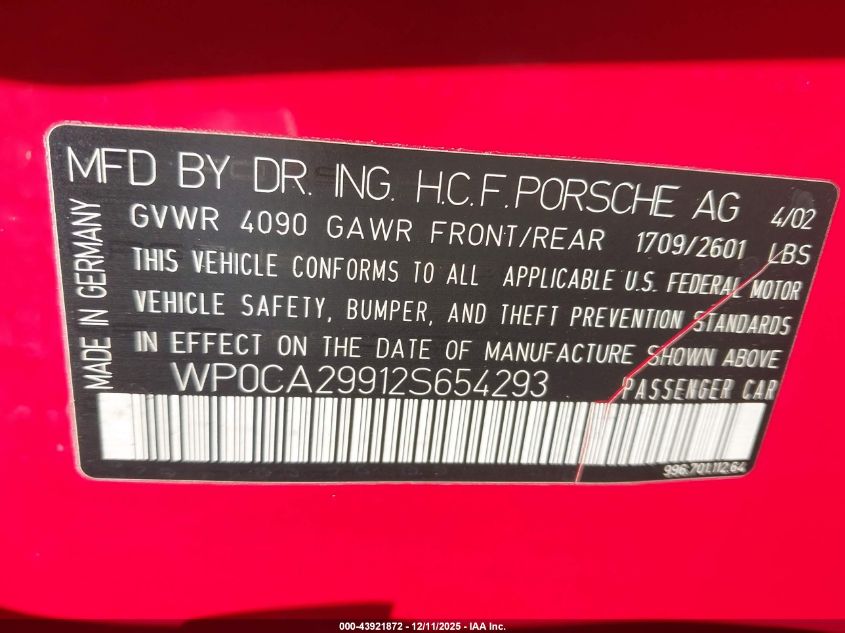 MFD BY DR. ING. H.C.F. PORSCHE AG 4/02
GVWR 4090 GAWR FRONT/REAR 1709/2601 LBS
THIS VEHICLE CONFORMS TO ALL APPLICABLE U.S. FEDERAL MOTOR
VEHICLE SAFETY, BUMPER, AND THEFT PREVENTION STANDARDS
IN EFFECT ON THE DATE OF MANUFACTURE SHOWN ABOVE
WP0CA29912S654293 PASSENGER CAR
996.701.112.64
MADE IN GERMANY
000-43921872 - 12/11/2025 - IAA Inc.